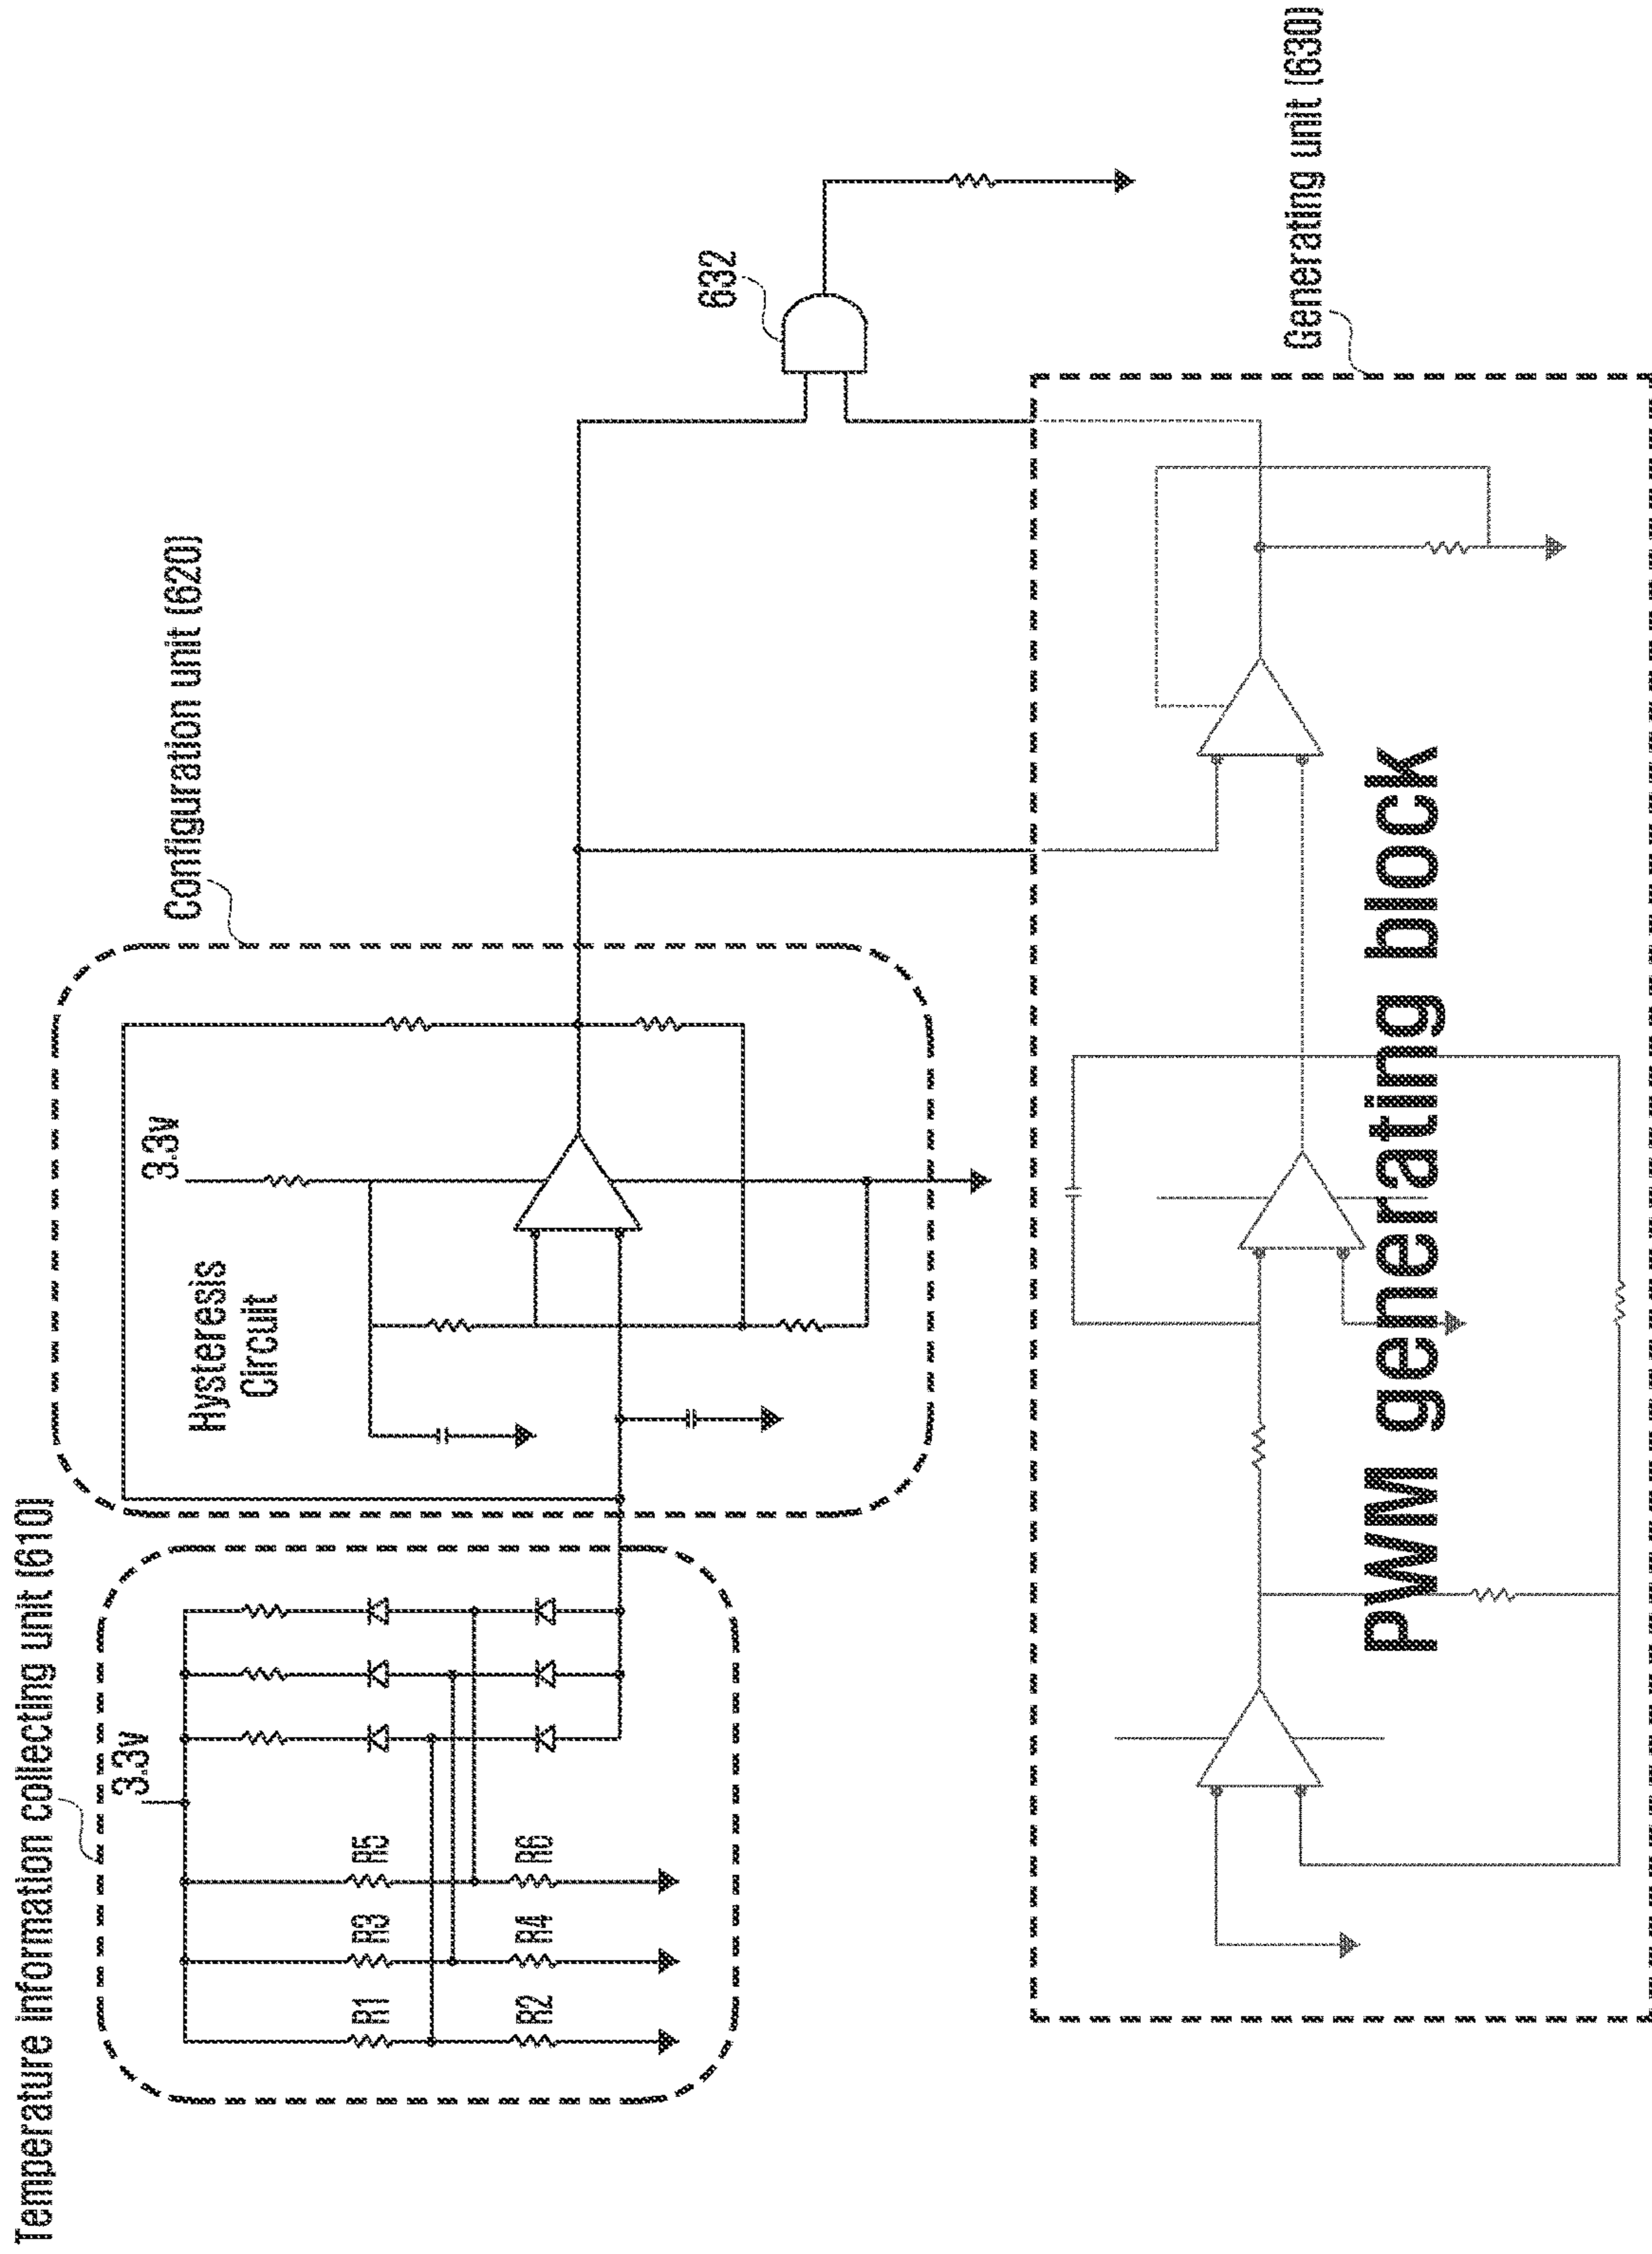 Temperature information collecting unit (610)
3.3v
R1
R3
R5
R2
R4
R6
Configuration unit (620)
Hysteresis
Circuit
3.3v
632
Generating unit (630)
PWM generating block